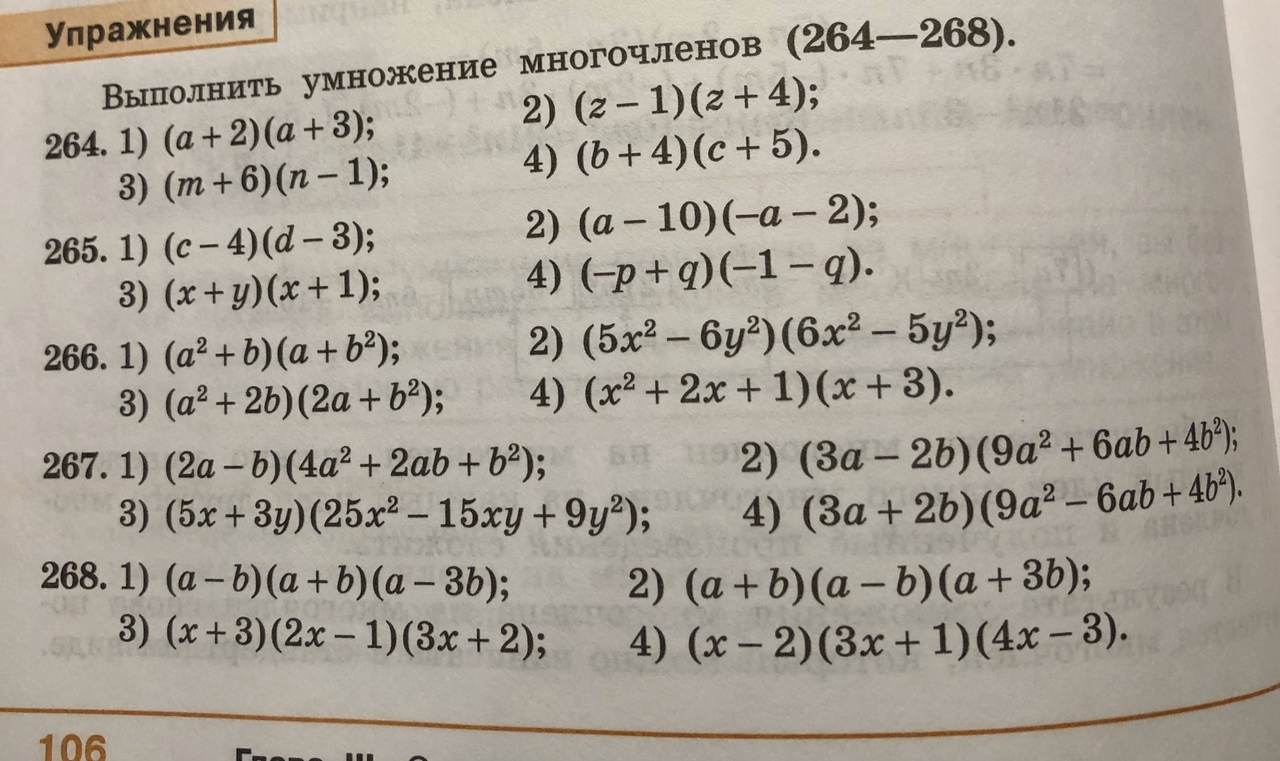 Упражнения
Выполнить умножение многочленов (264—268).
264. 1) (a + 2)(a + 3); 2) (z − 1)(z + 4);
3) (m + 6)(n − 1); 4) (b + 4)(c + 5).
265. 1) (c − 4)(d − 3); 2) (a − 10)(−a − 2);
3) (x + y)(x + 1); 4) (−p + q)(−1 − q).
266. 1) (a² + b)(a + b²); 2) (5x² − 6y²)(6x² − 5y²);
3) (a² + 2b)(2a + b²); 4) (x² + 2x + 1)(x + 3).
267. 1) (2a − b)(4a² + 2ab + b²); 2) (3a − 2b)(9a² + 6ab + 4b²);
3) (5x + 3y)(25x² − 15xy + 9y²); 4) (3a + 2b)(9a² − 6ab + 4b²).
268. 1) (a − b)(a + b)(a − 3b); 2) (a + b)(a − b)(a + 3b);
3) (x + 3)(2x − 1)(3x + 2); 4) (x − 2)(3x + 1)(4x − 3).
106 Глава III.